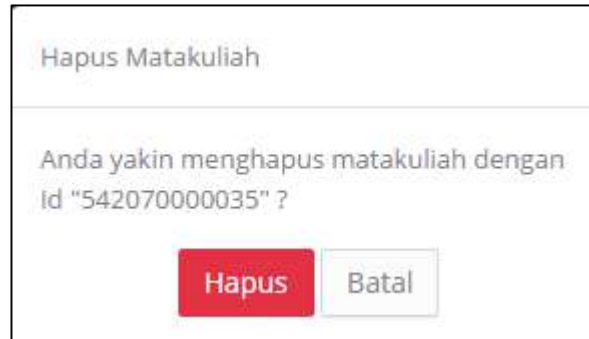 Hapus Matakuliah
Anda yakin menghapus matakuliah dengan
id "542070000035" ?
Hapus Batal